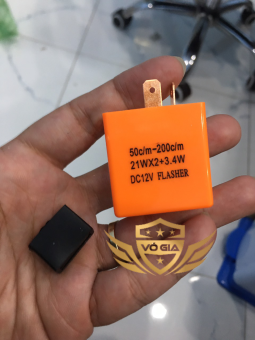 50c/m-200c/m
21WX2+3.4W
DC12V FLASHER
VÕ GIA